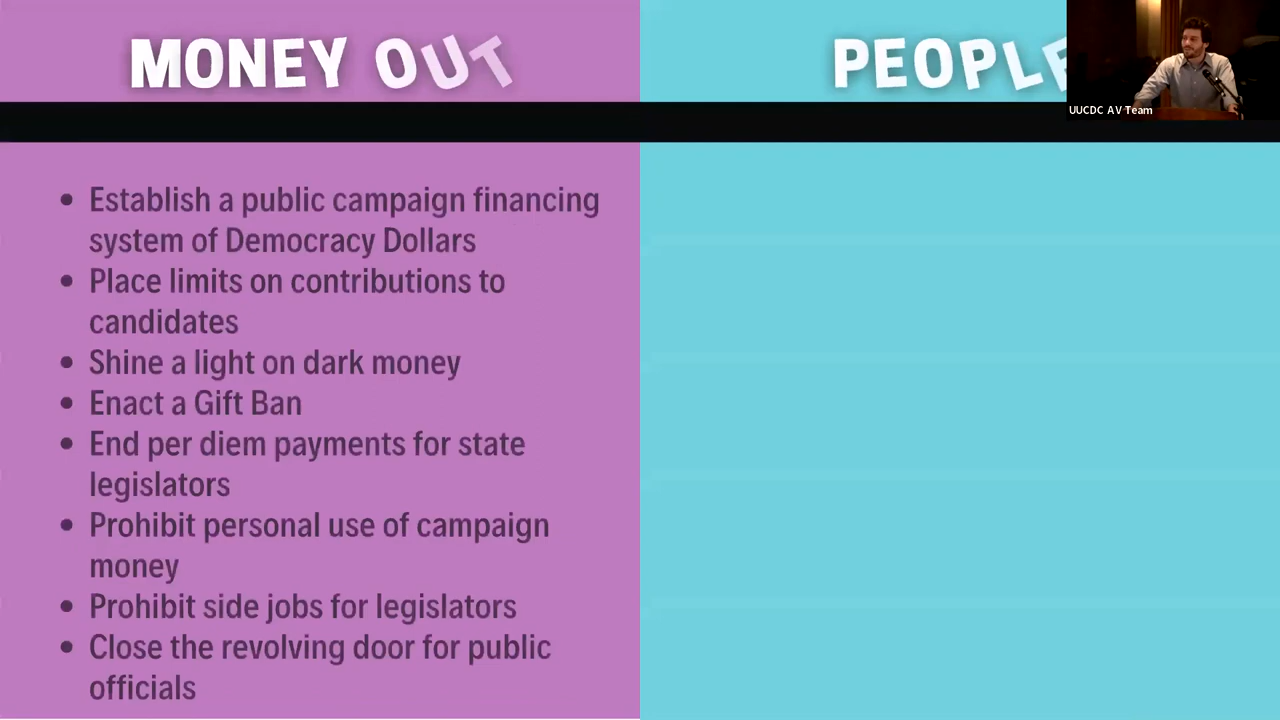 MONEY OUT
PEOPLE
UUCDC AV Team
• Establish a public campaign financing
system of Democracy Dollars
• Place limits on contributions to
candidates
• Shine a light on dark money
• Enact a Gift Ban
• End per diem payments for state
legislators
• Prohibit personal use of campaign
money
• Prohibit side jobs for legislators
• Close the revolving door for public
officials